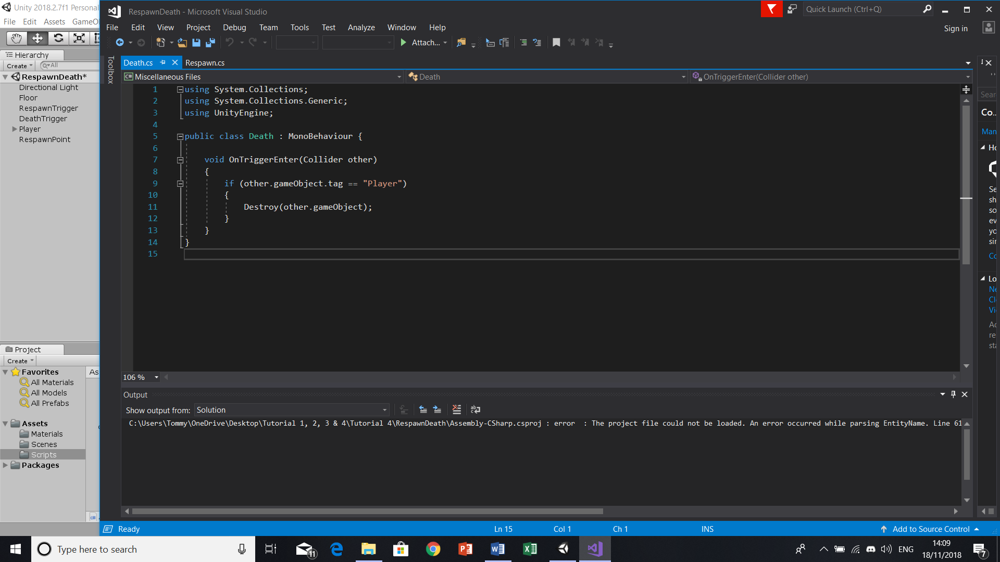 Unity 2018.2.7f1 Personal
File Edit Assets GameO
Hierarchy
Create All
RespawnDeath*
Directional Light
Floor
RespawnTrigger
DeathTrigger
Player
RespawnPoint
Project
Create
Favorites
As
All Materials
All Models
All Prefabs
Assets
Materials
Scenes
Scripts
Packages
RespawnDeath - Microsoft Visual Studio
Quick Launch (Ctrl+Q)
File Edit View Project Debug Team Tools Test Analyze Window Help
Sign in
Attach...
Toolbox
Death.cs Respawn.cs
Miscellaneous Files Death OnTriggerEnter(Collider other)
1 using System.Collections;
2 using System.Collections.Generic;
3 using UnityEngine;
4
5 public class Death : MonoBehaviour {
6
7 void OnTriggerEnter(Collider other)
8 {
9 if (other.gameObject.tag == "Player")
10 {
11 Destroy(other.gameObject);
12 }
13 }
14 }
15
106 %
Output
Show output from: Solution
C:\Users\Tommy\OneDrive\Desktop\Tutorial 1, 2, 3 & 4\Tutorial 4\RespawnDeath\Assembly-CSharp.csproj : error  : The project file could not be loaded. An error occurred while parsing EntityName. Line 61
Sear
Co..
Man
Ho
Se
sh
so
ev
yo
sin
Co
Lo
Ne
Cl
Vi
Ac
re
sta
Ready Ln 15 Col 1 Ch 1 INS Add to Source Control
Type here to search
11
ENG
14:09
18/11/2018
7